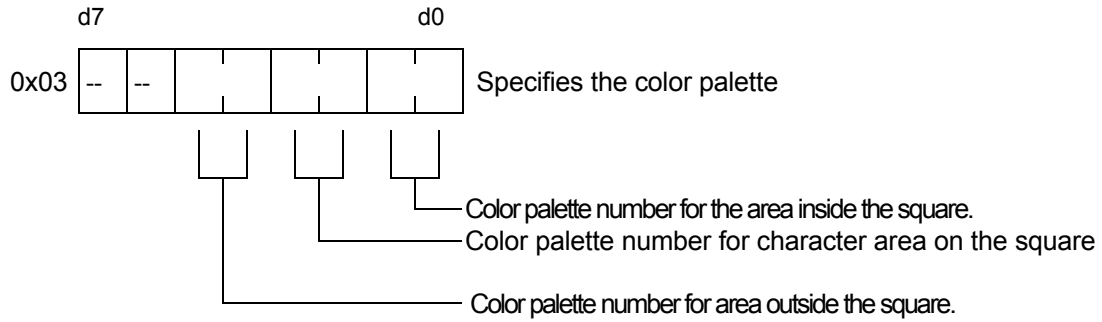 d7 d0
0x03 -- -- Specifies the color palette
Color palette number for the area inside the square.
Color palette number for character area on the square
Color palette number for area outside the square.